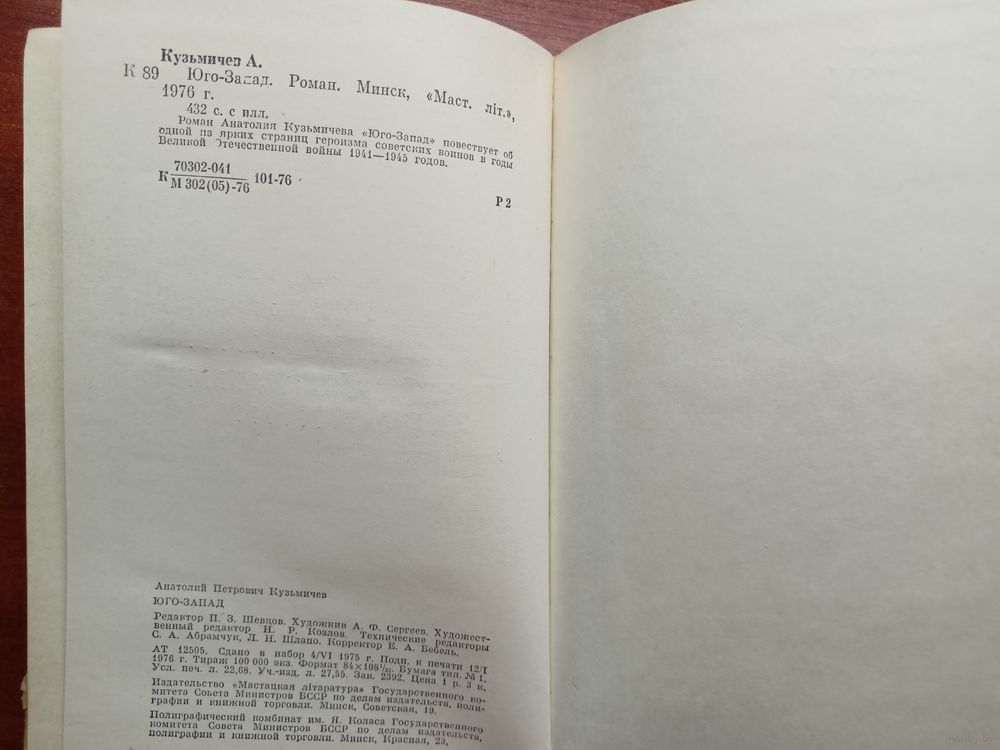 Кузьмичев А.
К 89 Юго-Запад. Роман. Минск, «Маст. літ.»,
1976 г.
432 с. с илл.
Роман Анатолия Кузьмичева «Юго-Запад» повествует об
одной из ярких страниц героизма советских воинов в годы
Великой Отечественной войны 1941—1945 годов.
К 70302-041
М 302(05)-76 101-76
Р2
Анатолий Петрович Кузьмичев
ЮГО-ЗАПАД
Редактор П. З. Шевцов. Художник А. Ф. Сергеев. Художест-
венный редактор Н. Р. Козлов. Технические редакторы
С. А. Абрамчук, Л. Н. Шлапо. Корректор Е. А. Бебель.
АТ 12505. Сдано в набор 4/VI 1975 г. Подп. к печати 12/I
1976 г. Тираж 100 000 экз. Формат 84×108¹/₃₂. Бумага тип. № 1.
Усл. печ. л. 22,68. Уч.-изд. л. 27,55. Зак. 2392. Цена 1 р. 3 к.
Издательство «Мастацкая літаратура» Государственного ко-
митета Совета Министров БССР по делам издательств, поли-
графии и книжной торговли. Минск, Советская, 19.
Полиграфический комбинат им. Я. Коласа Государственного
комитета Совета Министров БССР по делам издательств,
полиграфии и книжной торговли. Минск, Красная, 23.